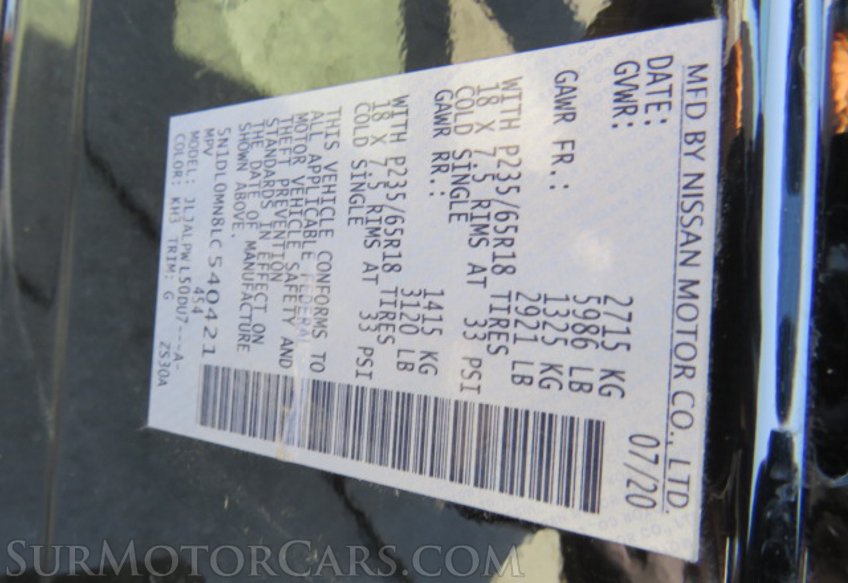 MFD BY NISSAN MOTOR CO., LTD.
DATE: 07/20
GVWR: 2715 KG
5986 LB
GAWR FR.: 1325 KG
2921 LB
WITH P235/65R18 TIRES
18 X 7.5 RIMS AT 33 PSI
COLD SINGLE
GAWR RR.: 1415 KG
3120 LB
WITH P235/65R18 TIRES
18 X 7.5 RIMS AT 33 PSI
COLD SINGLE
THIS VEHICLE CONFORMS TO
ALL APPLICABLE FEDERAL
MOTOR VEHICLE SAFETY AND
THEFT PREVENTION
STANDARDS IN EFFECT ON
THE DATE OF MANUFACTURE
SHOWN ABOVE.
5N1DL0MN8LC540421
MPV 454
MODEL: JLJALPWL50DU7---A-
COLOR: KH3 TRIM: G ZS30A
SURMOTORCARS.COM